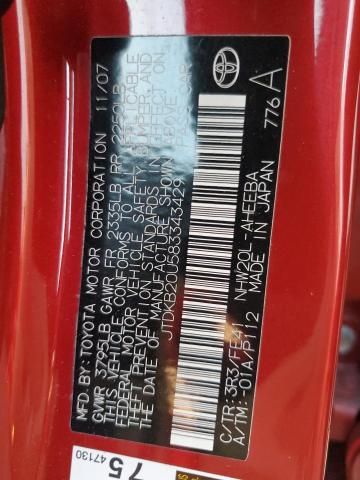 MFD. BY: TOYOTA MOTOR CORPORATION 11/07
GVWR 3795LB GAWR FR 2335LB RR 2250LB
THIS VEHICLE CONFORMS TO ALL APPLICABLE
FEDERAL MOTOR VEHICLE SAFETY, BUMPER, AND
THEFT PREVENTION STANDARDS IN EFFECT ON
THE DATE OF MANUFACTURE SHOWN ABOVE.
JTDKB20U583343429 PASS. CAR
C/TR: 3R3/FE41 NHW20L-AHEEBA
A/TM: -01A/P112 MADE IN JAPAN 776 A
75
47130